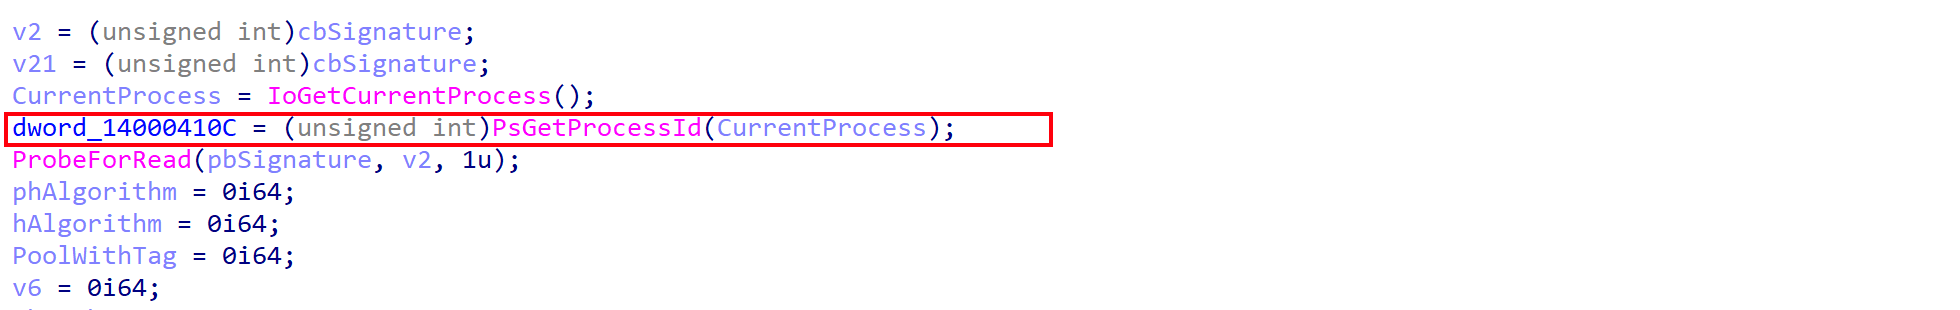 v2 = (unsigned int)cbSignature;
v21 = (unsigned int)cbSignature;
CurrentProcess = IoGetCurrentProcess();
dword_14000410C = (unsigned int)PsGetProcessId(CurrentProcess);
ProbeForRead(pbSignature, v2, 1u);
phAlgorithm = 0i64;
hAlgorithm = 0i64;
PoolWithTag = 0i64;
v6 = 0i64;